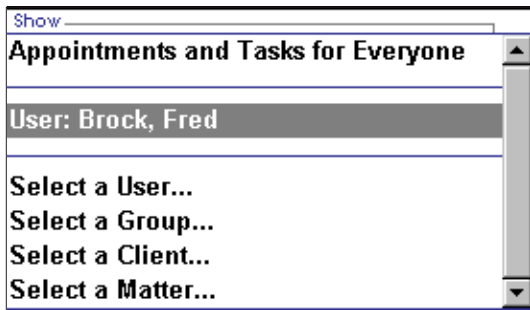 Show
Appointments and Tasks for Everyone
User: Brock, Fred
Select a User...
Select a Group...
Select a Client...
Select a Matter...